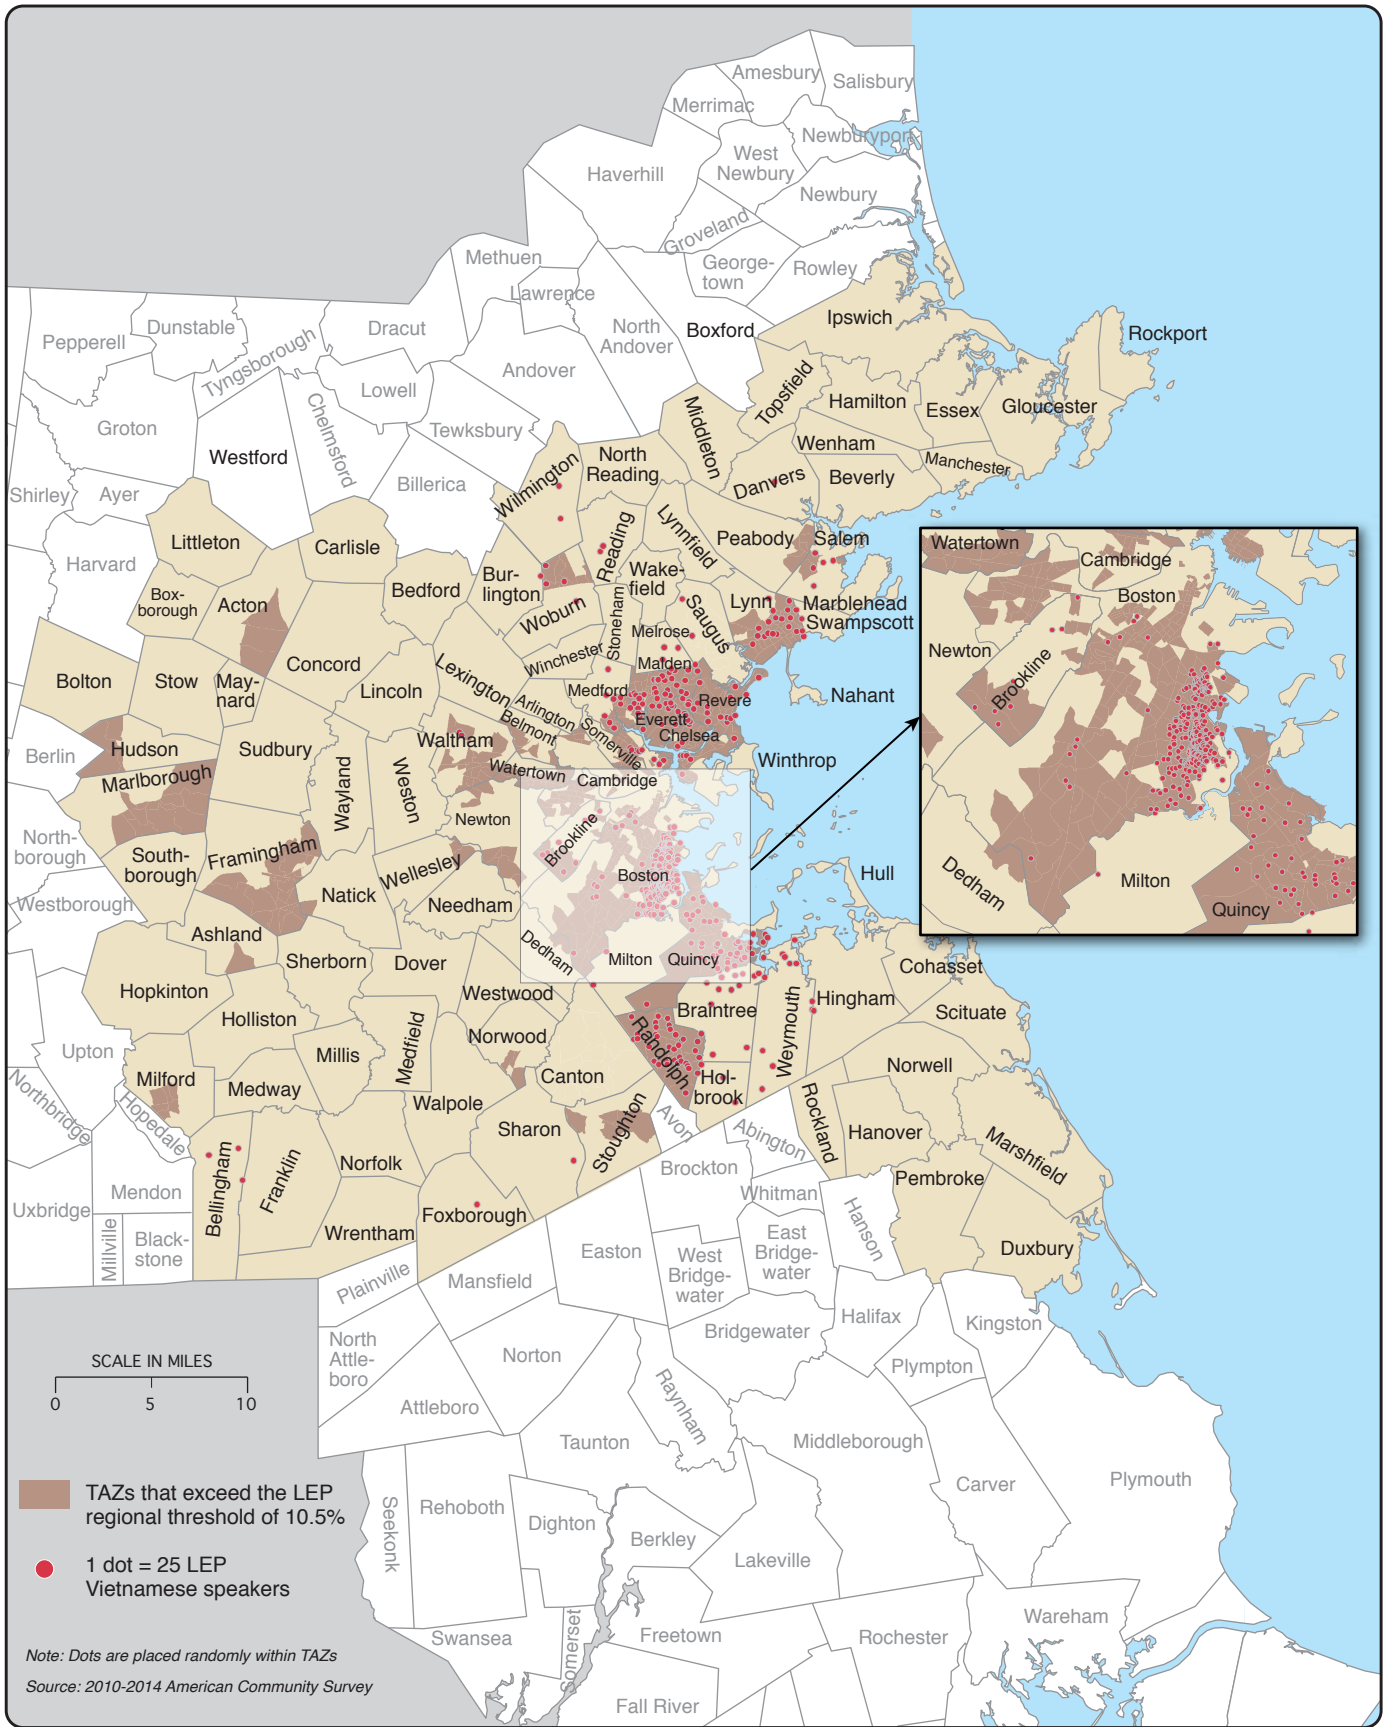 Amesbury
Salisbury
Merrimac
Newburyport
West
Newbury
Haverhill
Newbury
Groveland
Methuen
George-
town
Rowley
Lawrence
Ipswich
Dunstable
Dracut
North
Andover
Boxford
Rockport
Pepperell
Tyngsborough
Andover
Topsfield
Lowell
Hamilton
Essex
Gloucester
Chelmsford
Middleton
Groton
Tewksbury
Wenham
Westford
North
Reading
Manchester
Wilmington
Danvers
Beverly
Shirley
Ayer
Billerica
Lynnfield
Peabody
Salem
Littleton
Carlisle
Reading
Harvard
Wake-
field
Bur-
lington
Bedford
Box-
borough
Acton
Lynn
Marblehead
Swampscott
Woburn
Stoneham
Saugus
Melrose
Concord
Winchester
Malden
Bolton
Stow
May-
nard
Lincoln
Lexington
Medford
Revere
Nahant
Arlington
Everett
Belmont
Somerville
Chelsea
Berlin
Hudson
Sudbury
Waltham
Winthrop
Marlborough
Wayland
Weston
Watertown
Cambridge
Newton
North-
borough
Framingham
Brookline
South-
borough
Wellesley
Boston
Hull
Natick
Needham
Westborough
Ashland
Sherborn
Dover
Dedham
Milton
Quincy
Cohasset
Hopkinton
Westwood
Braintree
Weymouth
Hingham
Scituate
Holliston
Medfield
Norwood
Randolph
Upton
Millis
Norwell
Canton
Milford
Medway
Hol-
brook
Northbridge
Hopedale
Walpole
Rockland
Avon
Abington
Hanover
Sharon
Stoughton
Marshfield
Bellingham
Franklin
Norfolk
Brockton
Pembroke
Mendon
Whitman
Uxbridge
Foxborough
Hanson
Wrentham
Millville
Black-
stone
Easton
West
Bridge-
water
East
Bridge-
water
Duxbury
Plainville
Mansfield
Halifax
Kingston
Bridgewater
North
Attle-
boro
Norton
Plympton
Raynham
Attleboro
Taunton
Middleborough
Carver
Plymouth
Seekonk
Rehoboth
Dighton
Berkley
Lakeville
Wareham
Swansea
Somerset
Freetown
Rochester
Fall River
Watertown
Cambridge
Boston
Newton
Brookline
Dedham
Milton
Quincy
SCALE IN MILES
0 5 10
TAZs that exceed the LEP
regional threshold of 10.5%
1 dot = 25 LEP
Vietnamese speakers
Note: Dots are placed randomly within TAZs
Source: 2010-2014 American Community Survey